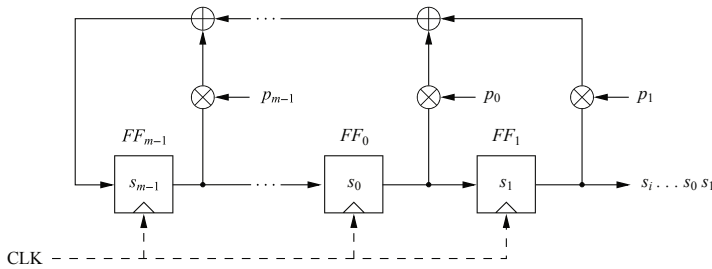 . . .
p_{m−1} p_0 p_1
FF_{m−1} FF_0 FF_1
s_{m−1} . . . s_0 s_1 s_i . . . s_0 s_1
CLK